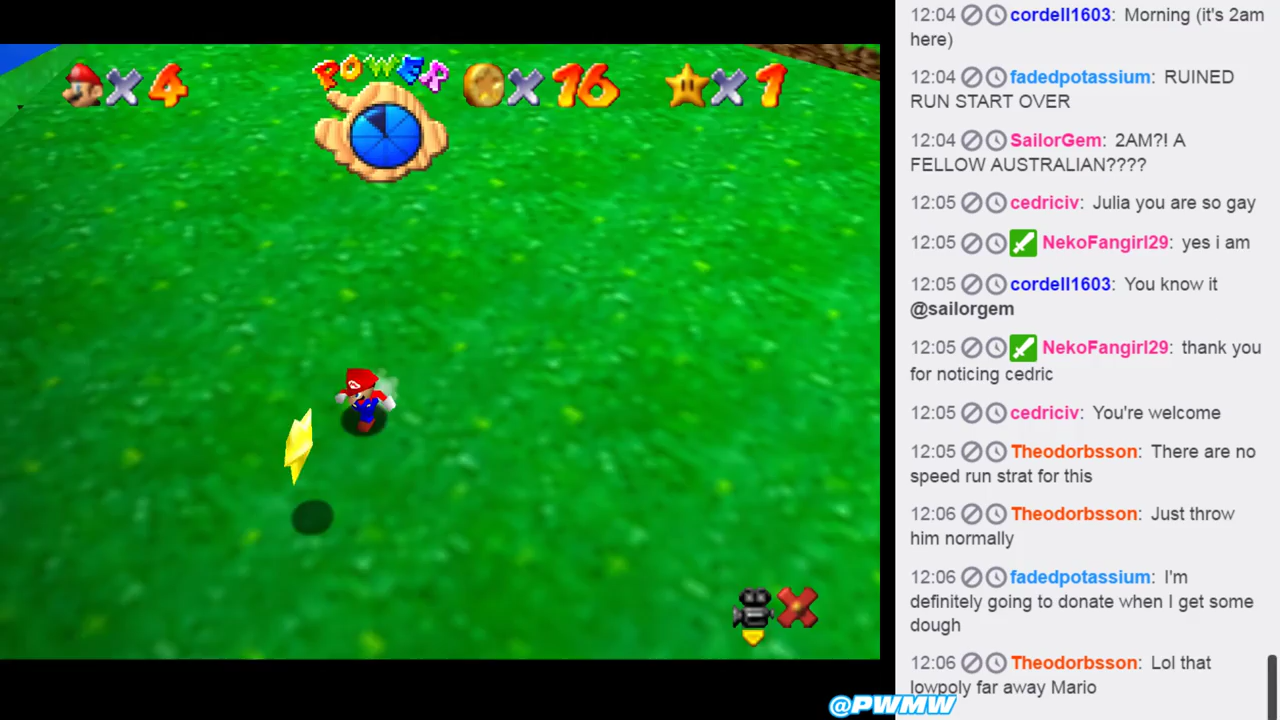 POWER
×4
×16
×1
12:04 cordell1603: Morning (it's 2am
here)
12:04 fadedpotassium: RUINED
RUN START OVER
12:04 SailorGem: 2AM?! A
FELLOW AUSTRALIAN????
12:05 cedriciv: Julia you are so gay
12:05 NekoFangirl29: yes i am
12:05 cordell1603: You know it
@sailorgem
12:05 NekoFangirl29: thank you
for noticing cedric
12:05 cedriciv: You're welcome
12:05 Theodorbsson: There are no
speed run strat for this
12:06 Theodorbsson: Just throw
him normally
12:06 fadedpotassium: I'm
definitely going to donate when I get some
dough
12:06 Theodorbsson: Lol that
lowpoly far away Mario
@PWMW